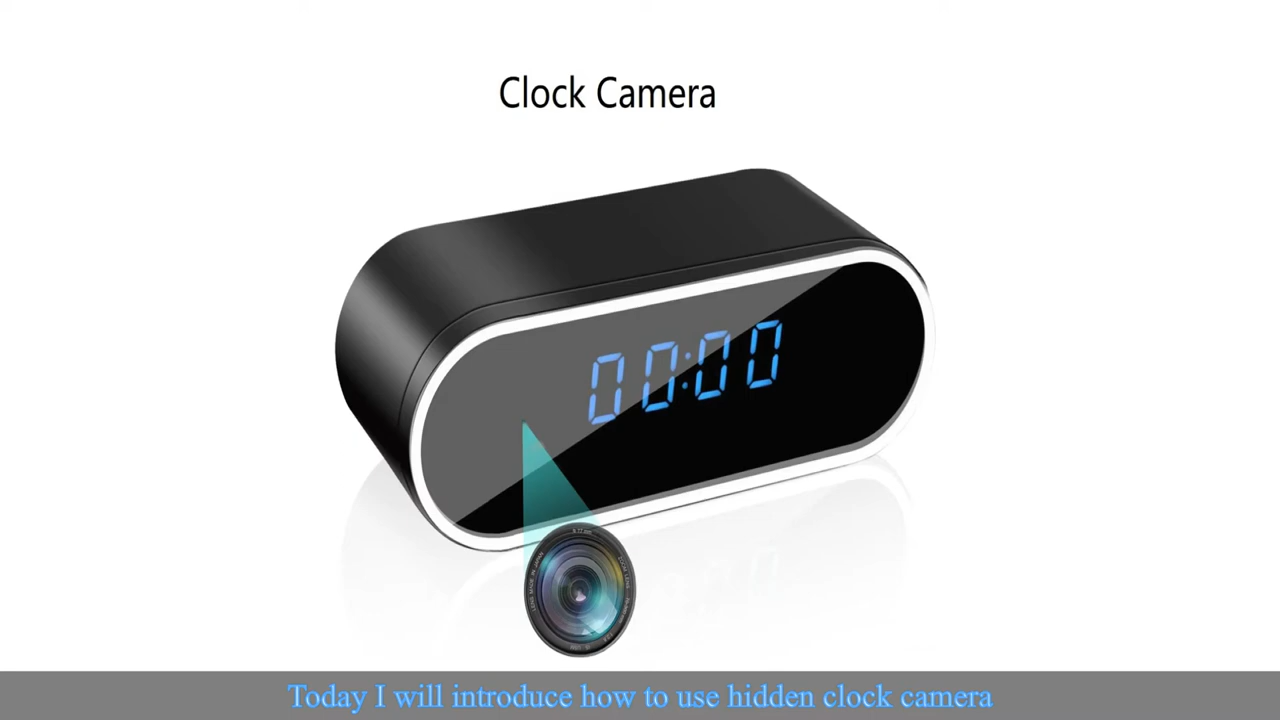 Clock Camera
00:00
Today I will introduce how to use hidden clock camera